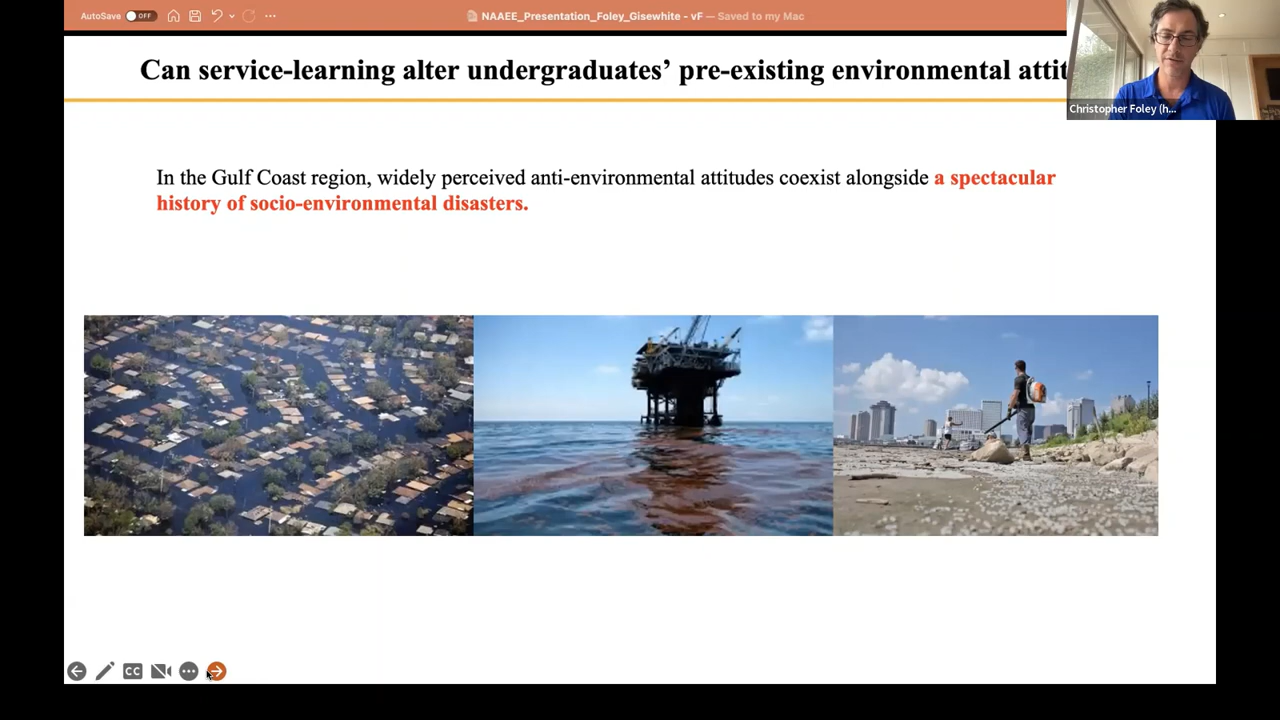 AutoSave OFF
NAAEE_Presentation_Foley_Gisewhite - vF — Saved to my Mac
Can service-learning alter undergraduates’ pre-existing environmental attit
Christopher Foley (h...
In the Gulf Coast region, widely perceived anti-environmental attitudes coexist alongside a spectacular
history of socio-environmental disasters.
CC